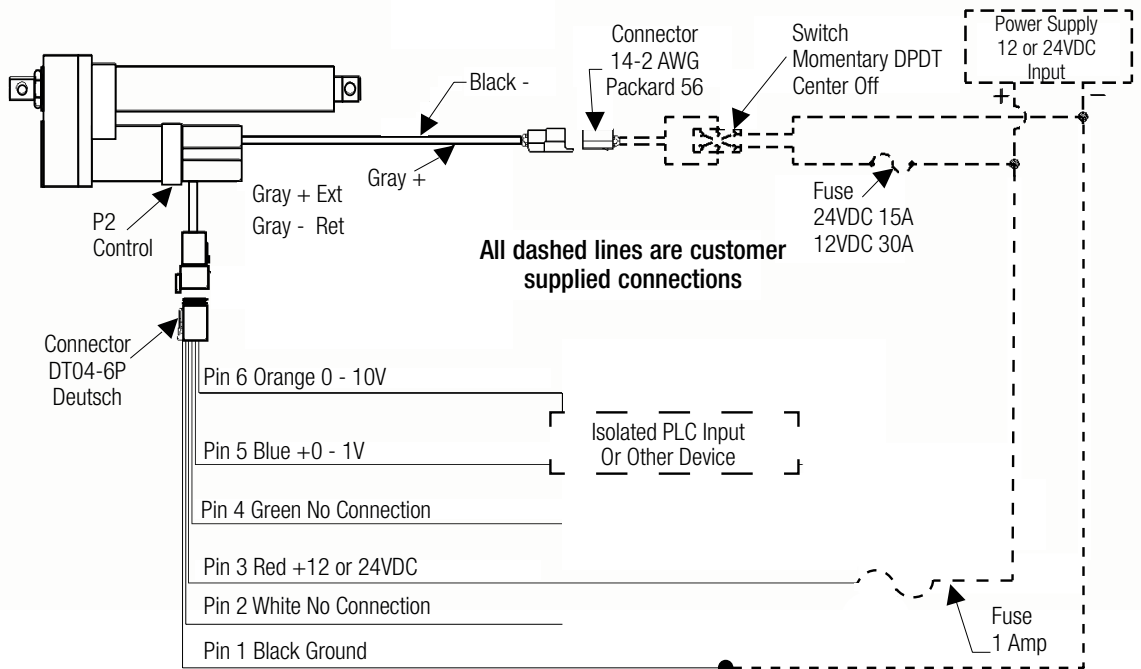 Power Supply
12 or 24VDC
Input
+
–
Connector
14-2 AWG
Packard 56
Switch
Momentary DPDT
Center Off
Black -
Gray +
Gray + Ext
Gray - Ret
P2
Control
Fuse
24VDC 15A
12VDC 30A
All dashed lines are customer
supplied connections
Connector
DT04-6P
Deutsch
Pin 6 Orange 0 - 10V
Isolated PLC Input
Or Other Device
Pin 5 Blue +0 - 1V
Pin 4 Green No Connection
Pin 3 Red +12 or 24VDC
Pin 2 White No Connection
Fuse
1 Amp
Pin 1 Black Ground